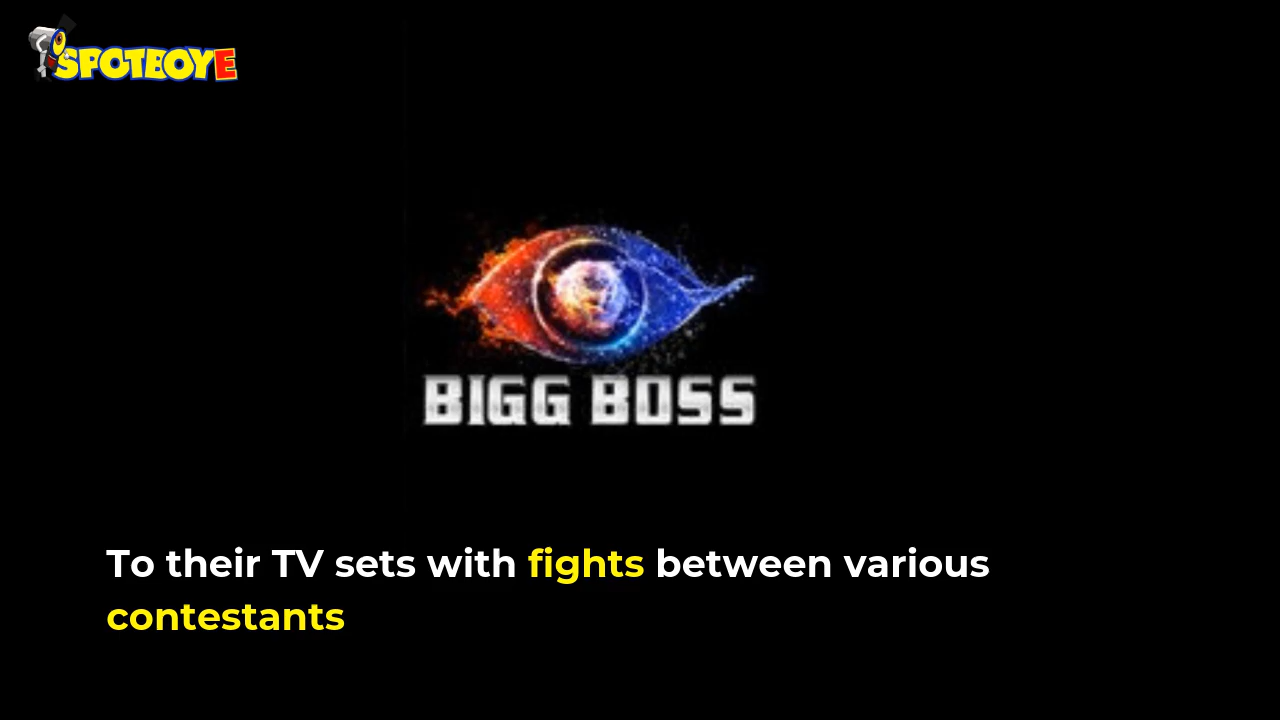 SPOTBOYE
BIGG BOSS
To their TV sets with fights between various
contestants